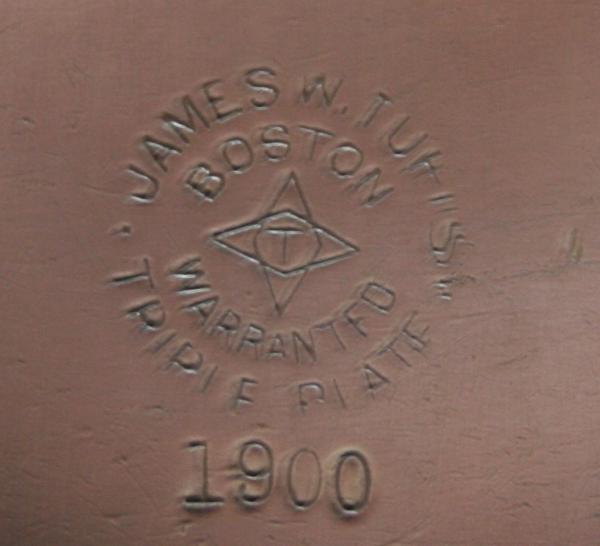 JAMES W. TUFTS
BOSTON
T
WARRANTED
TRIPLE PLATE
1900